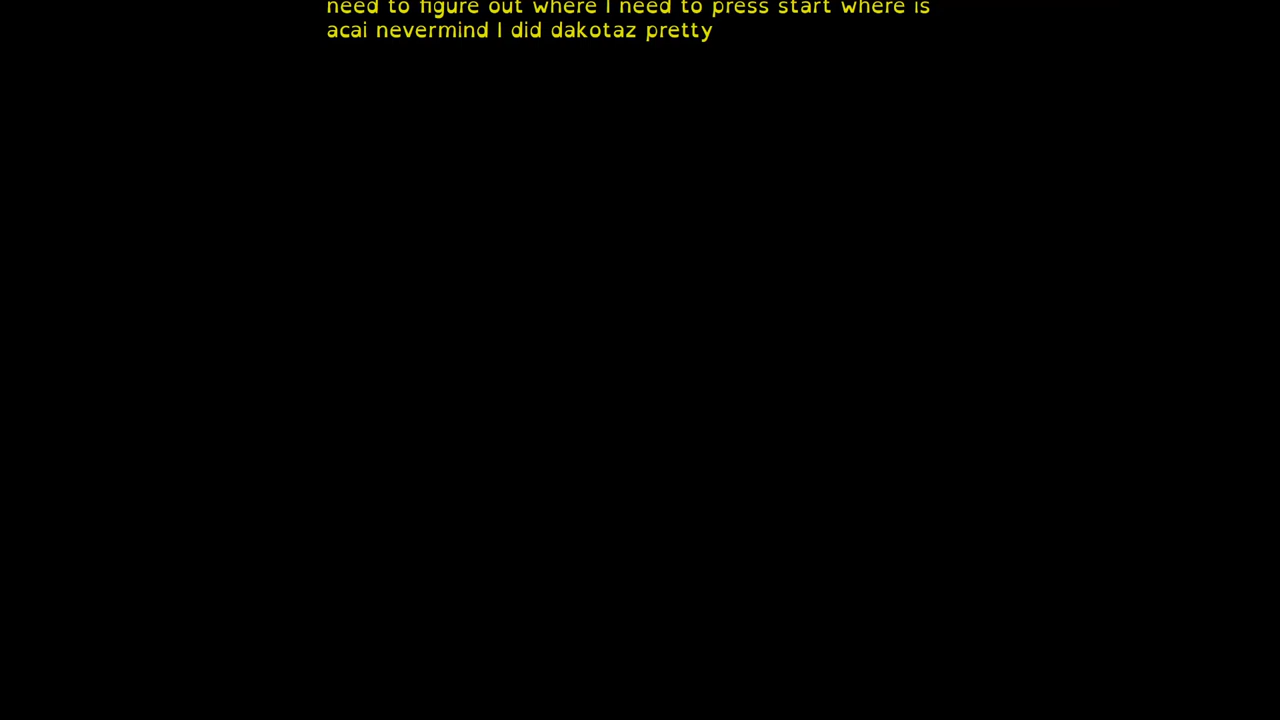 need to figure out where I need to press start where is
acai nevermind I did dakotaz pretty